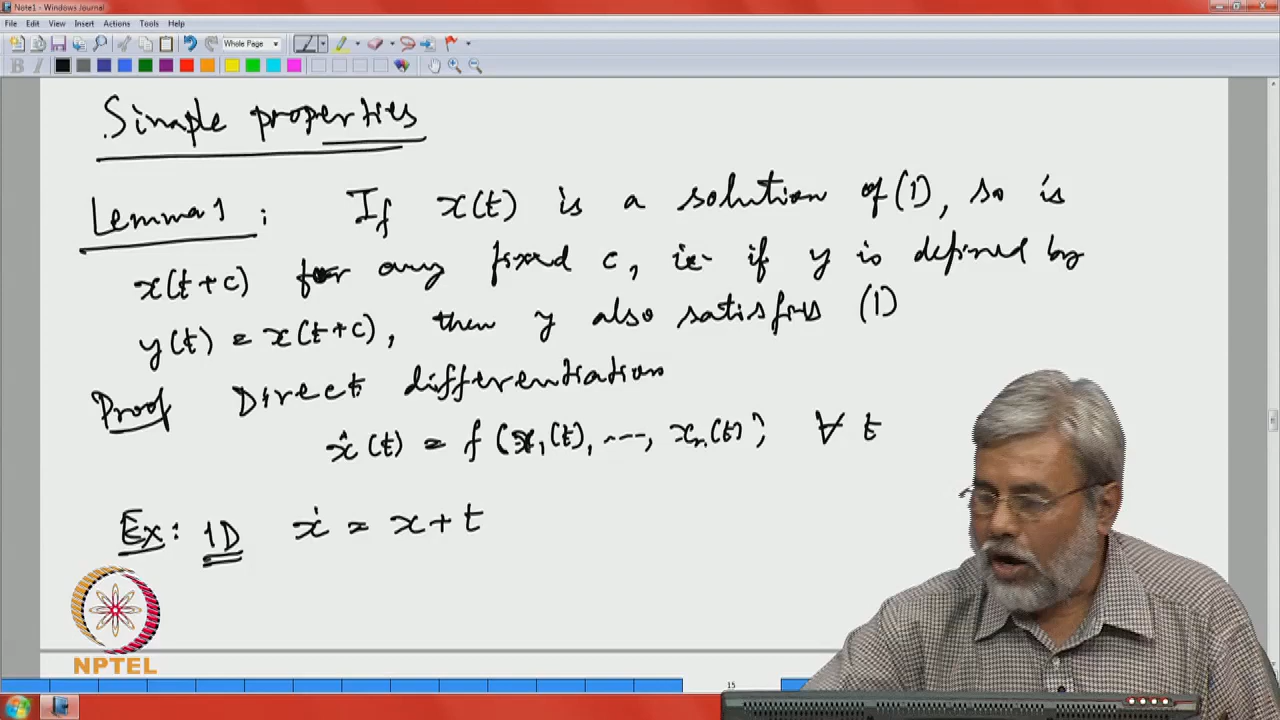 Note1 - Windows Journal
File Edit View Insert Actions Tools Help
Whole Page
B I
Simple properties
Lemma 1 : If x(t) is a solution of (1), so is
x(t+c) for any fixed c, i.e. if y is defined by
y(t) = x(t+c), then y also satisfies (1)
Proof Direct differentiation
ẋ(t) = f(x₁(t), ..., xₙ(t)) ∀ t
Ex: 1D ẋ = x+t
NPTEL
15